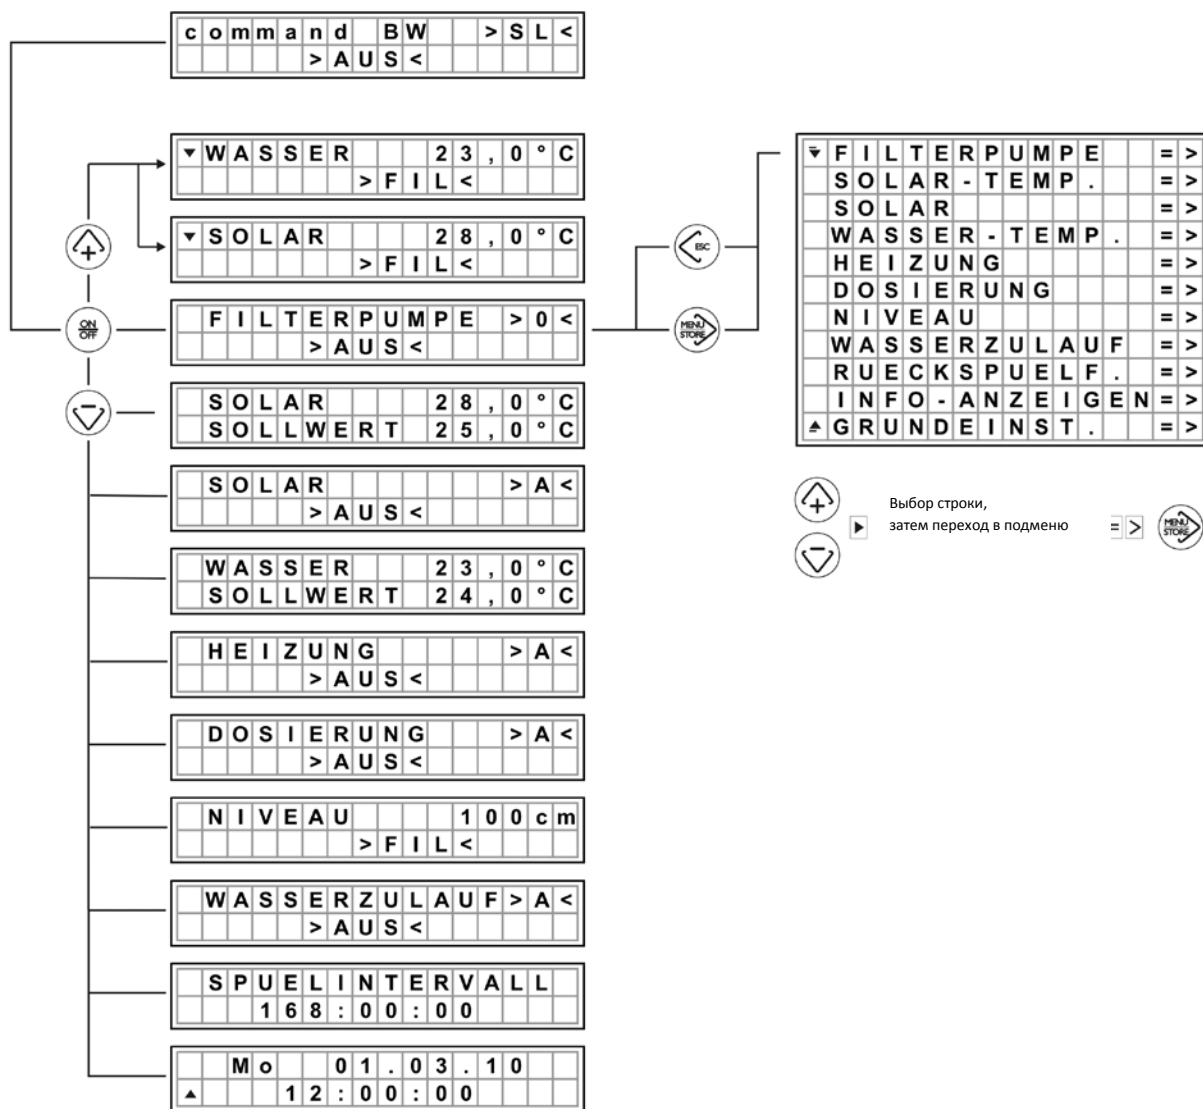 command BW >SL<
>AUS<
▼WASSER 23,0°C
>FIL<
▼SOLAR 28,0°C
>FIL<
FILTERPUMPE >0<
>AUS<
SOLAR 28,0°C
SOLLWERT 25,0°C
SOLAR >A<
>AUS<
WASSER 23,0°C
SOLLWERT 24,0°C
HEIZUNG >A<
>AUS<
DOSIERUNG >A<
>AUS<
NIVEAU 100cm
>FIL<
WASSERZULAUF>A<
>AUS<
SPUELINTERVALL
168:00:00
Mo 01.03.10
▲ 12:00:00
+
ON
OFF
-
ESC
MENU
STORE
▼FILTERPUMPE =>
SOLAR-TEMP. =>
SOLAR =>
WASSER-TEMP. =>
HEIZUNG =>
DOSIERUNG =>
NIVEAU =>
WASSERZULAUF =>
RUECKSPUELF. =>
INFO-ANZEIGEN=>
▲GRUNDEINST. =>
+
-
Выбор строки,
затем переход в подменю
=>
MENU
STORE